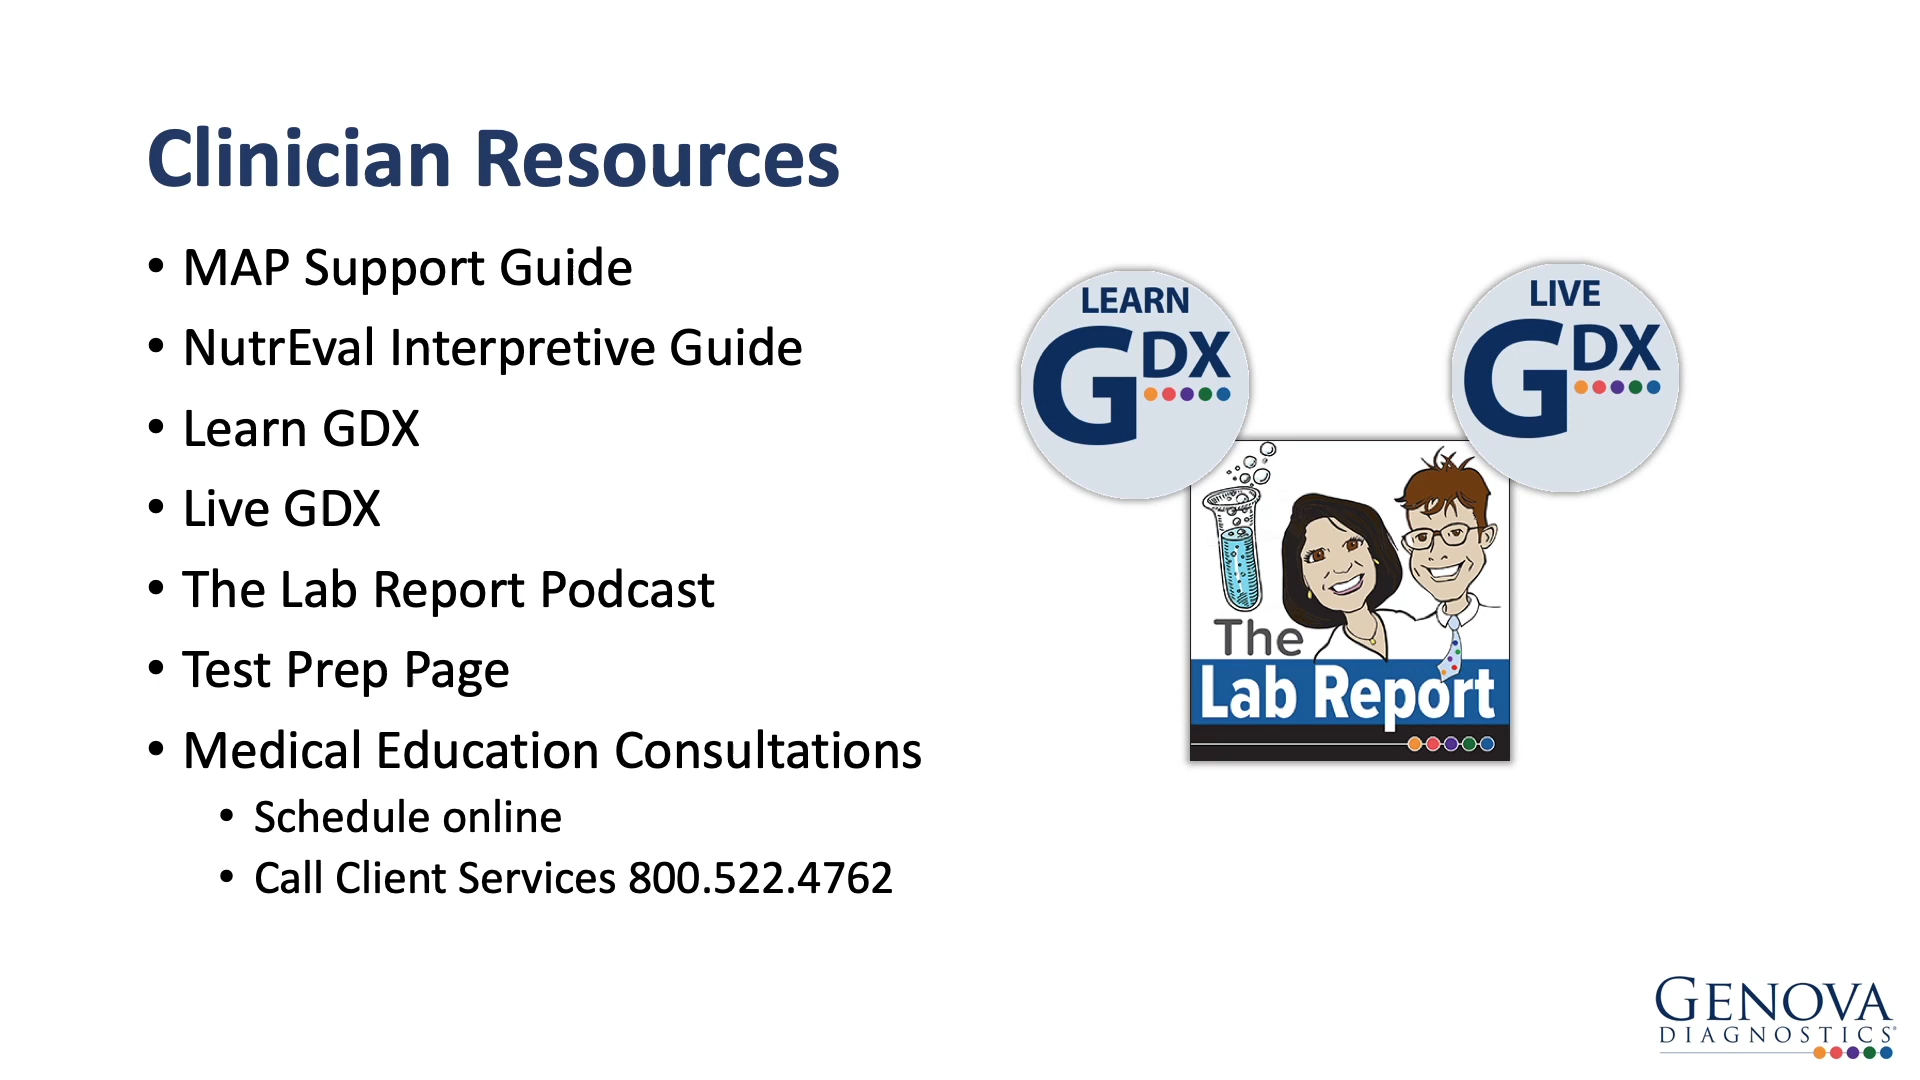 Clinician Resources
• MAP Support Guide
• NutrEval Interpretive Guide
• Learn GDX
• Live GDX
• The Lab Report Podcast
• Test Prep Page
• Medical Education Consultations
• Schedule online
• Call Client Services 800.522.4762
LEARN
GDX
LIVE
GDX
The
Lab Report
GENOVA
DIAGNOSTICS®